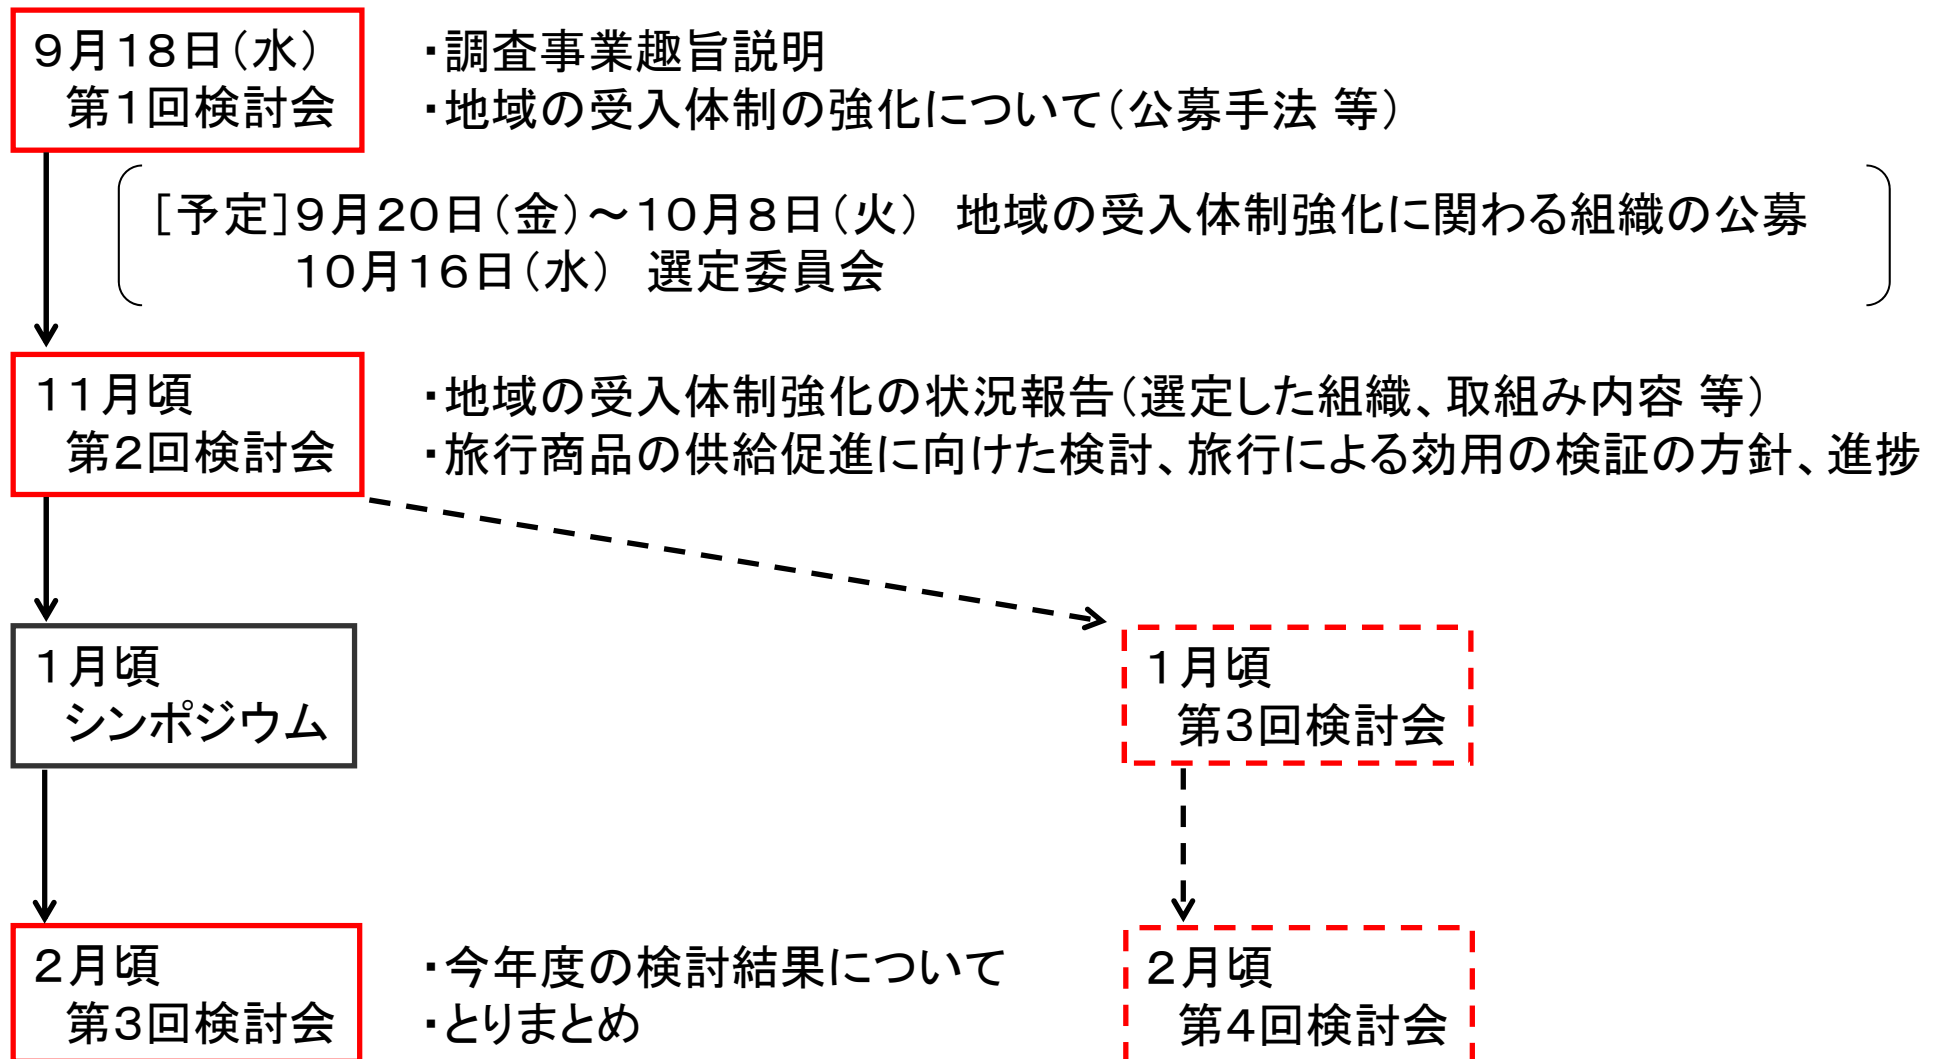 ９月１８日（水）
第１回検討会
・調査事業趣旨説明
・地域の受入体制の強化について（公募手法 等）
［予定］９月２０日（金）～１０月８日（火）　地域の受入体制強化に関わる組織の公募
１０月１６日（水）　選定委員会
１１月頃
第２回検討会
・地域の受入体制強化の状況報告（選定した組織、取組み内容 等）
・旅行商品の供給促進に向けた検討、旅行による効用の検証の方針、進捗
１月頃
シンポジウム
１月頃
第３回検討会
２月頃
第３回検討会
・今年度の検討結果について
・とりまとめ
２月頃
第４回検討会